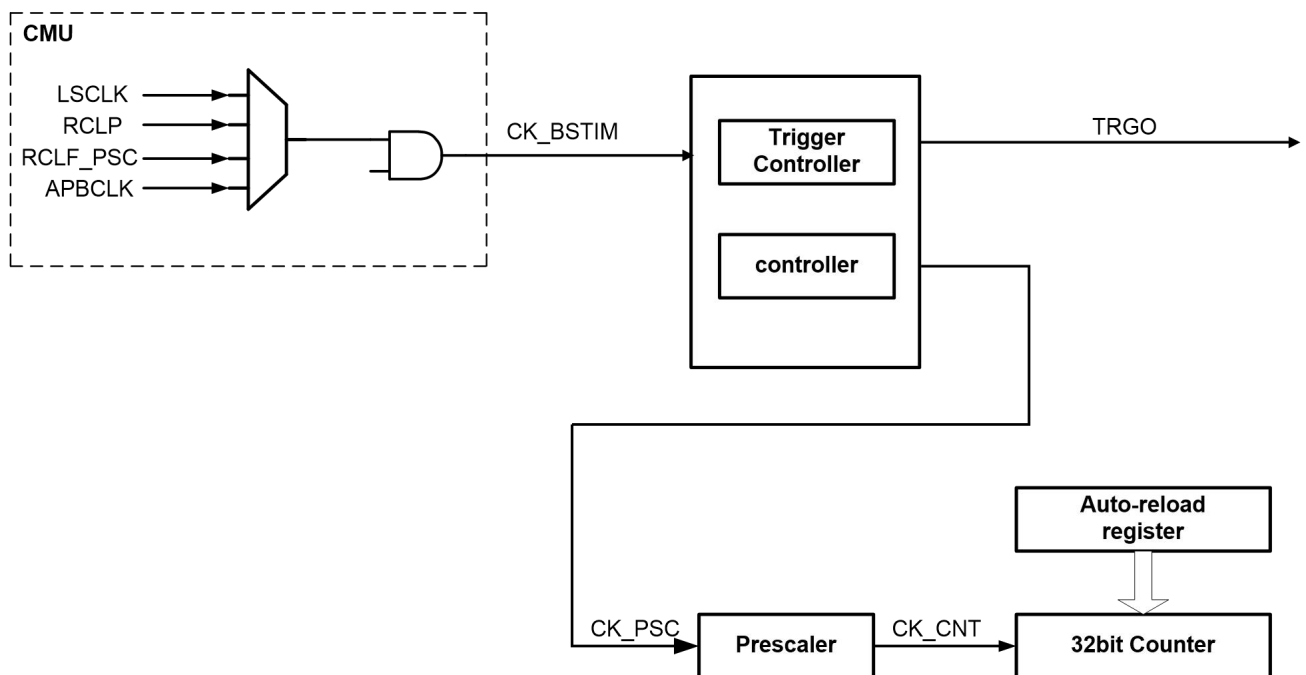 CMU
LSCLK
RCLP
RCLF_PSC
APBCLK
CK_BSTIM
Trigger
Controller
controller
TRGO
Auto-reload
register
CK_PSC
Prescaler
CK_CNT
32bit Counter